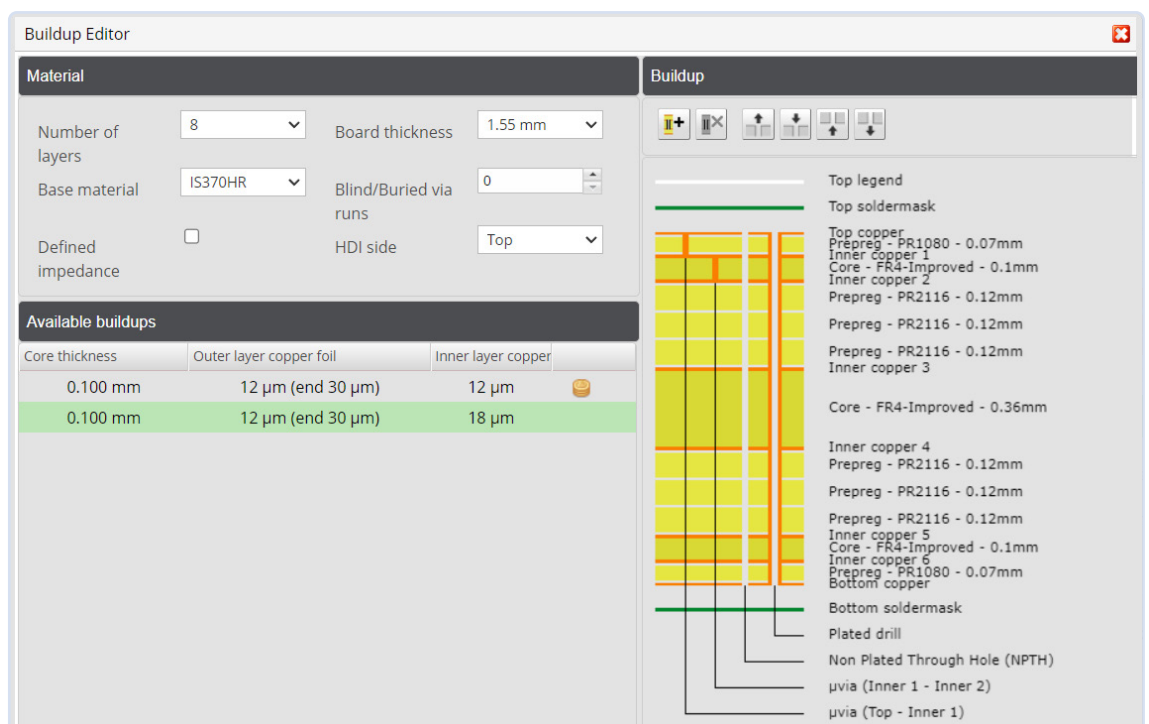 Buildup Editor
Material
Number of layers
8
Board thickness
1.55 mm
Base material
IS370HR
Blind/Buried via runs
0
Defined impedance
HDI side
Top
Available buildups
Core thickness Outer layer copper foil Inner layer copper
0.100 mm 12 µm (end 30 µm) 12 µm
0.100 mm 12 µm (end 30 µm) 18 µm
Buildup
Top legend
Top soldermask
Top copper
Prepreg - PR1080 - 0.07mm
Inner copper 1
Core - FR4-Improved - 0.1mm
Inner copper 2
Prepreg - PR2116 - 0.12mm
Prepreg - PR2116 - 0.12mm
Prepreg - PR2116 - 0.12mm
Inner copper 3
Core - FR4-Improved - 0.36mm
Inner copper 4
Prepreg - PR2116 - 0.12mm
Prepreg - PR2116 - 0.12mm
Prepreg - PR2116 - 0.12mm
Inner copper 5
Core - FR4-Improved - 0.1mm
Inner copper 6
Prepreg - PR1080 - 0.07mm
Bottom copper
Bottom soldermask
Plated drill
Non Plated Through Hole (NPTH)
µvia (Inner 1 - Inner 2)
µvia (Top - Inner 1)